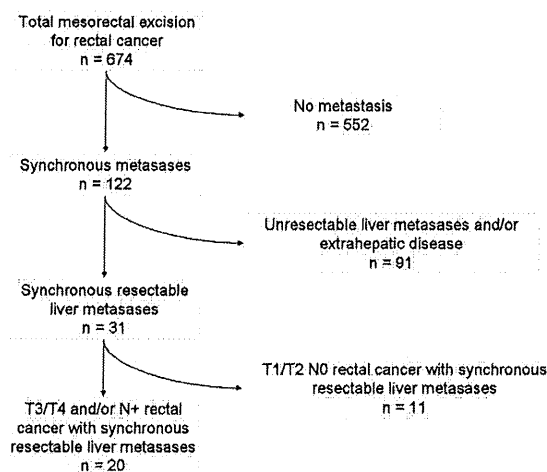 Total mesorectal excision
for rectal cancer
n = 674
No metastasis
n = 552
Synchronous metasases
n = 122
Unresectable liver metasases and/or
extrahepatic disease
n = 91
Synchronous resectable
liver metasases
n = 31
T1/T2 N0 rectal cancer with synchronous
resectable liver metasases
n = 11
T3/T4 and/or N+ rectal
cancer with synchronous
resectable liver metasases
n = 20